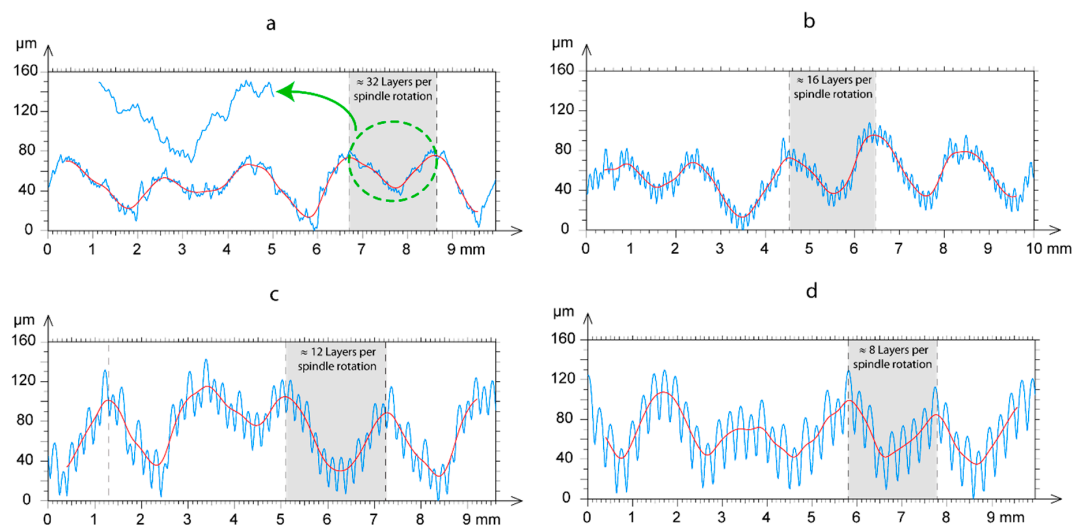 a
µm
≈ 32 Layers per
spindle rotation
160
120
80
40
0
0 1 2 3 4 5 6 7 8 9 mm
b
µm
≈ 16 Layers per
spindle rotation
160
120
80
40
0
0 1 2 3 4 5 6 7 8 9 10 mm
c
µm
≈ 12 Layers per
spindle rotation
160
120
80
40
0
0 1 2 3 4 5 6 7 8 9 mm
d
µm
≈ 8 Layers per
spindle rotation
160
120
80
40
0
0 1 2 3 4 5 6 7 8 9 mm